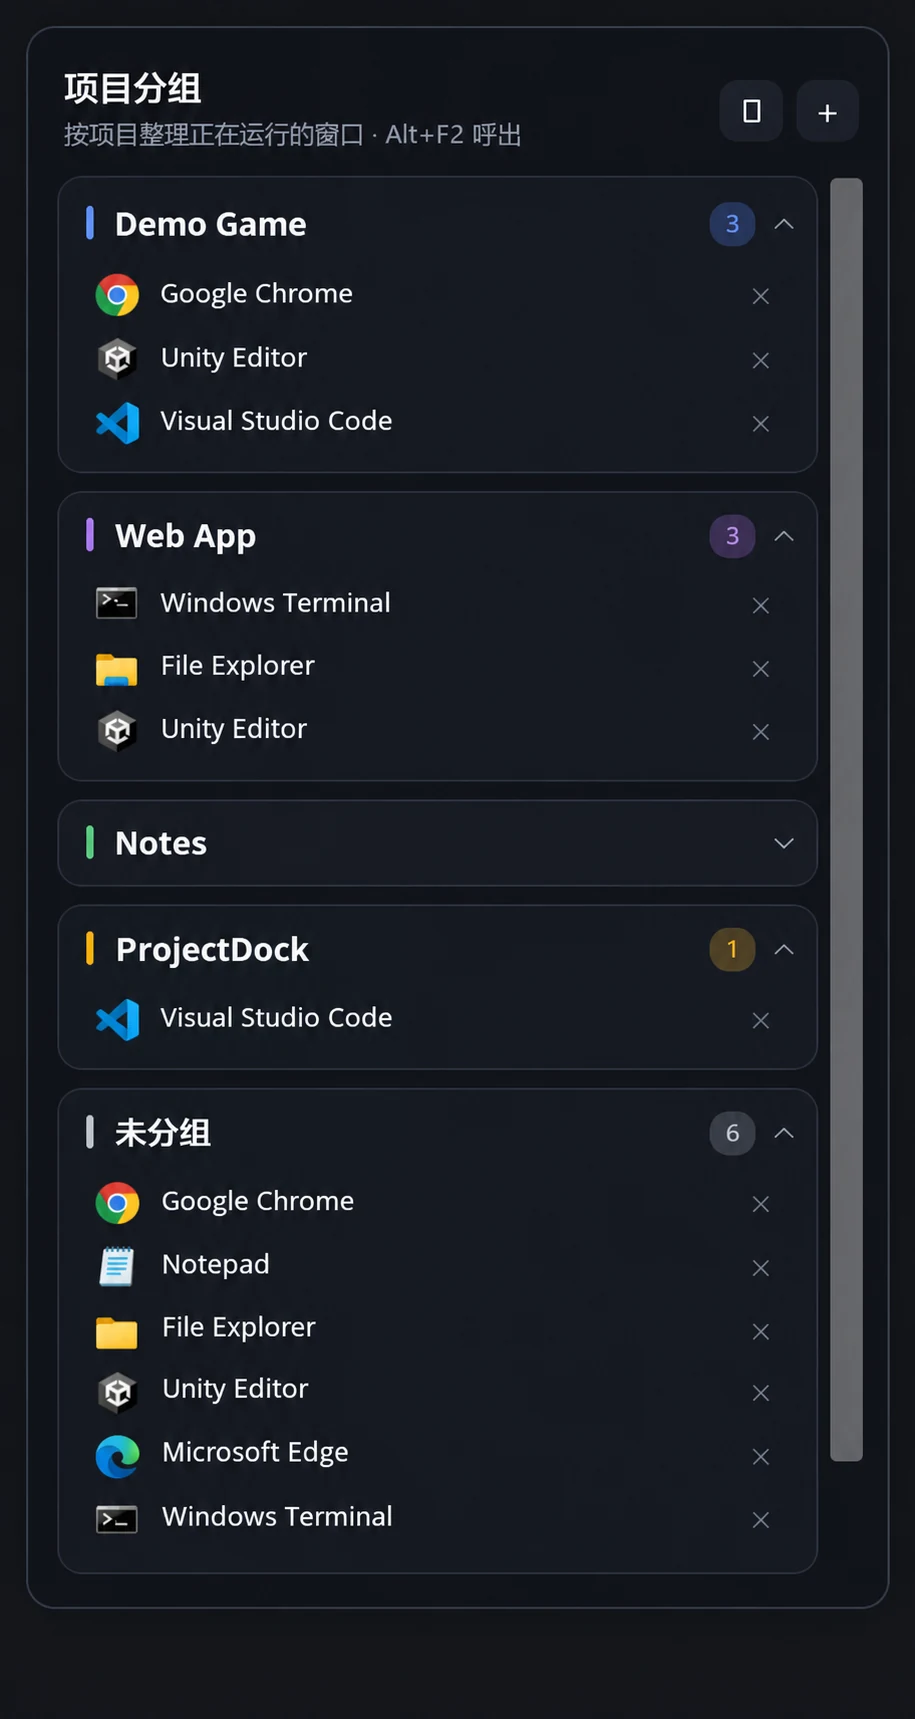 项目分组
按项目整理正在运行的窗口 · Alt+F2 呼出
Demo Game 3
Google Chrome
Unity Editor
Visual Studio Code
Web App 3
Windows Terminal
File Explorer
Unity Editor
Notes
ProjectDock 1
Visual Studio Code
未分组 6
Google Chrome
Notepad
File Explorer
Unity Editor
Microsoft Edge
Windows Terminal